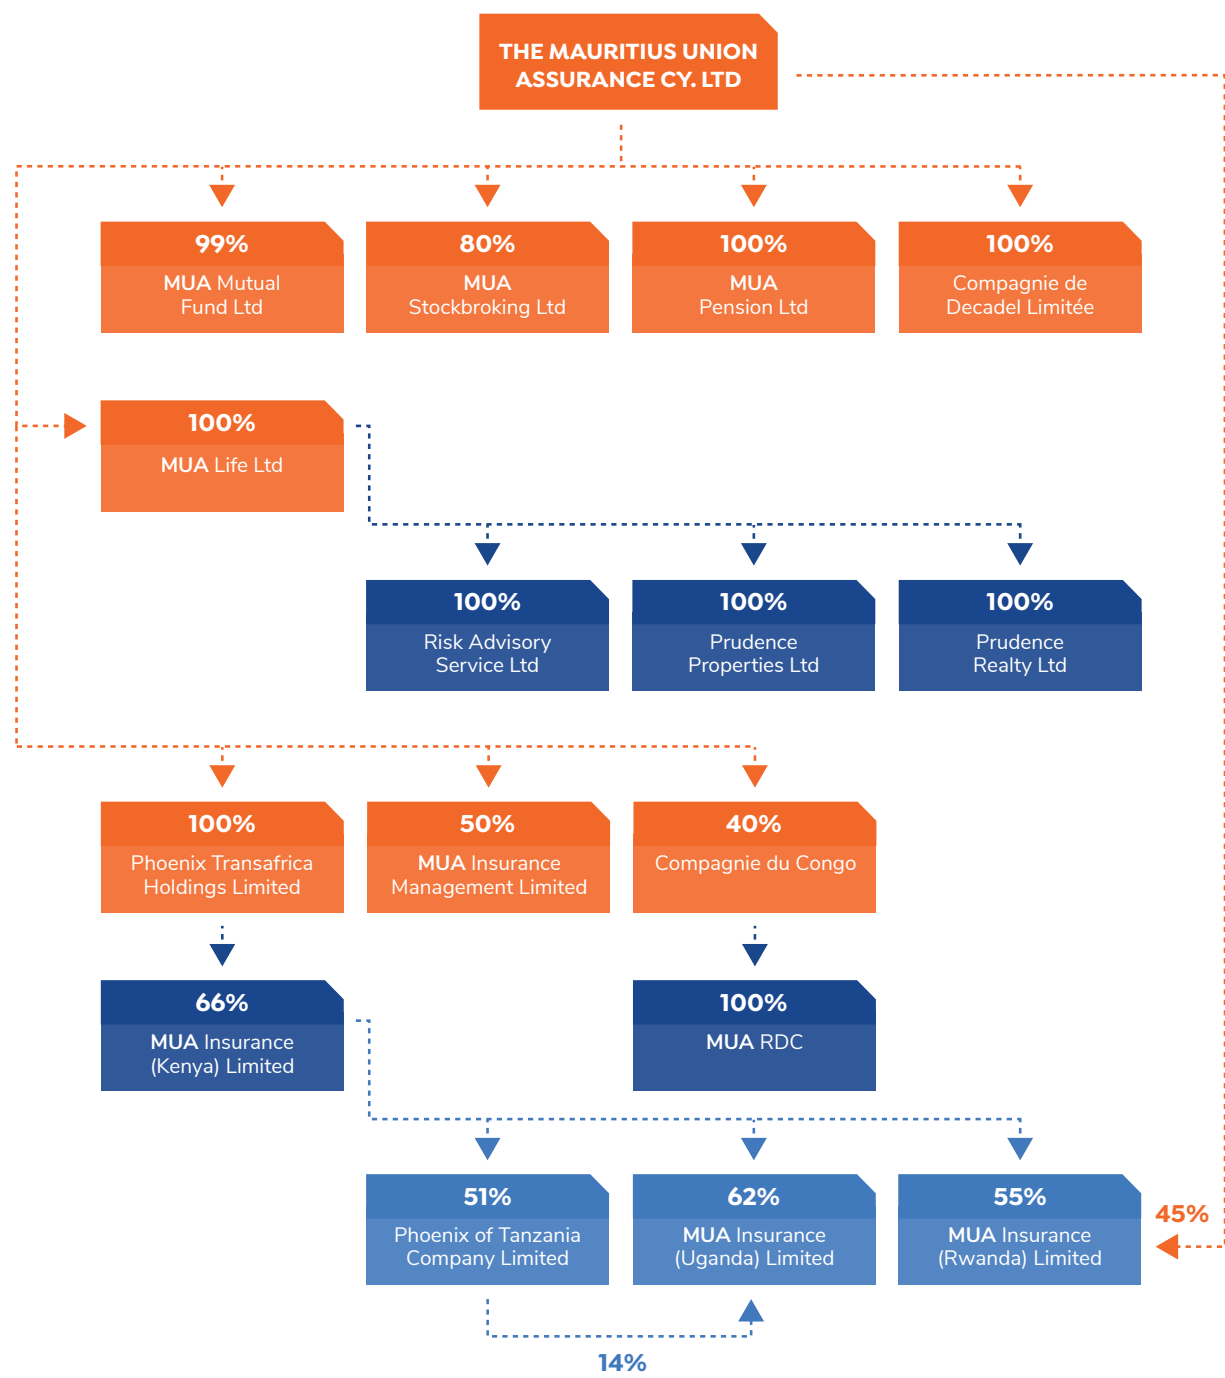 THE MAURITIUS UNION
ASSURANCE CY. LTD
99%
MUA Mutual
Fund Ltd
80%
MUA
Stockbroking Ltd
100%
MUA
Pension Ltd
100%
Compagnie de
Decadel Limitée
100%
MUA Life Ltd
100%
Risk Advisory
Service Ltd
100%
Prudence
Properties Ltd
100%
Prudence
Realty Ltd
100%
Phoenix Transafrica
Holdings Limited
50%
MUA Insurance
Management Limited
40%
Compagnie du Congo
66%
MUA Insurance
(Kenya) Limited
100%
MUA RDC
51%
Phoenix of Tanzania
Company Limited
62%
MUA Insurance
(Uganda) Limited
55%
MUA Insurance
(Rwanda) Limited
45%
14%